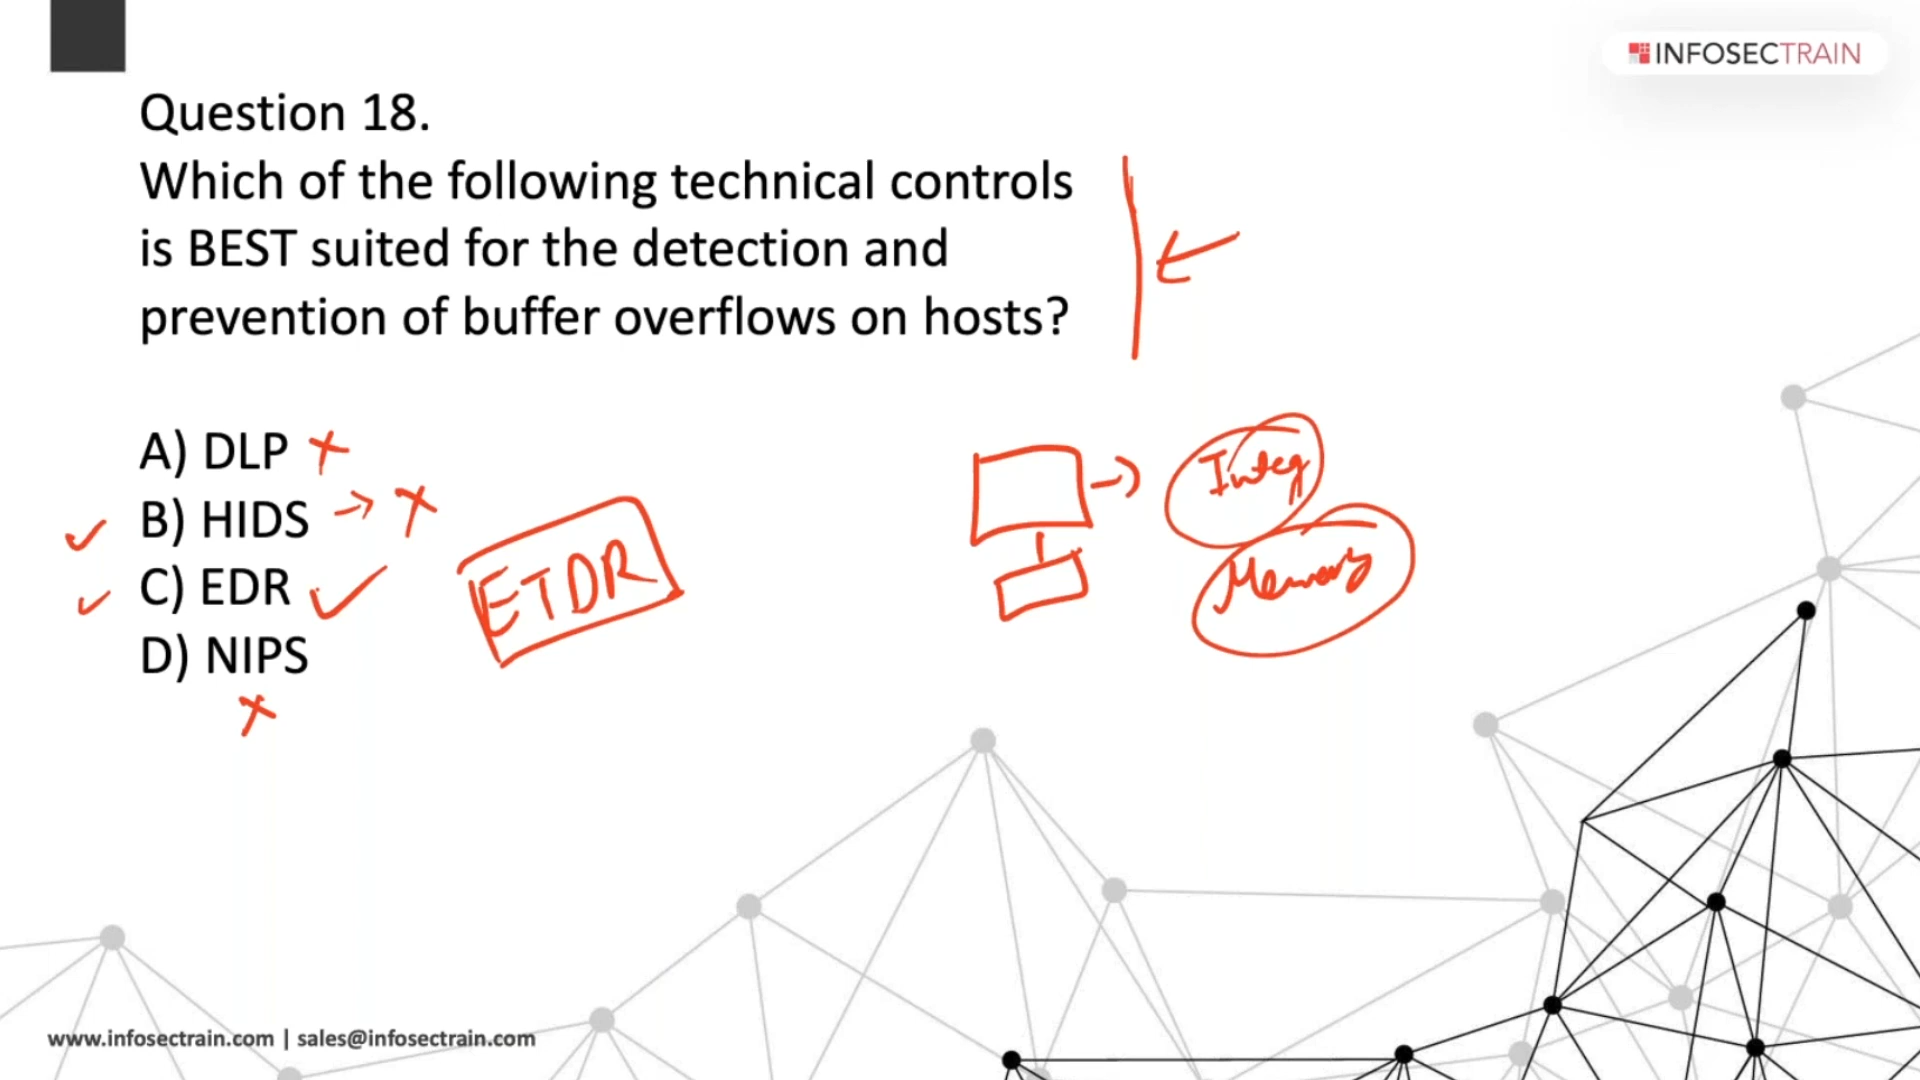 INFOSECTRAIN
Question 18.
Which of the following technical controls
is BEST suited for the detection and
prevention of buffer overflows on hosts?
A) DLP
B) HIDS
C) EDR
D) NIPS
ETDR
Integ
Memory
www.infosectrain.com | sales@infosectrain.com